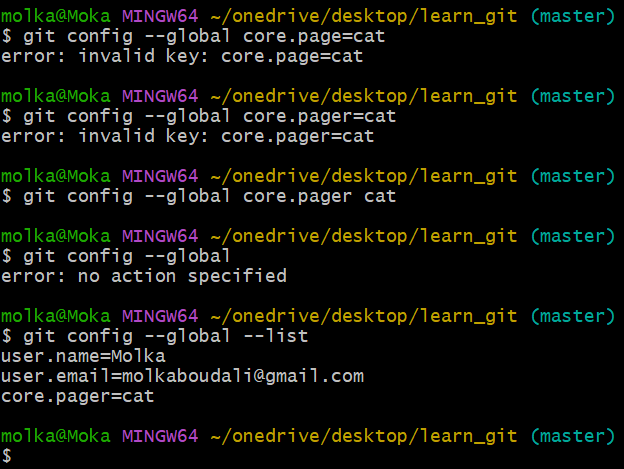 molka@Moka MINGW64 ~/onedrive/desktop/learn_git (master)
$ git config --global core.page=cat
error: invalid key: core.page=cat
molka@Moka MINGW64 ~/onedrive/desktop/learn_git (master)
$ git config --global core.pager=cat
error: invalid key: core.pager=cat
molka@Moka MINGW64 ~/onedrive/desktop/learn_git (master)
$ git config --global core.pager cat
molka@Moka MINGW64 ~/onedrive/desktop/learn_git (master)
$ git config --global
error: no action specified
molka@Moka MINGW64 ~/onedrive/desktop/learn_git (master)
$ git config --global --list
user.name=Molka
user.email=molkaboudali@gmail.com
core.pager=cat
molka@Moka MINGW64 ~/onedrive/desktop/learn_git (master)
$